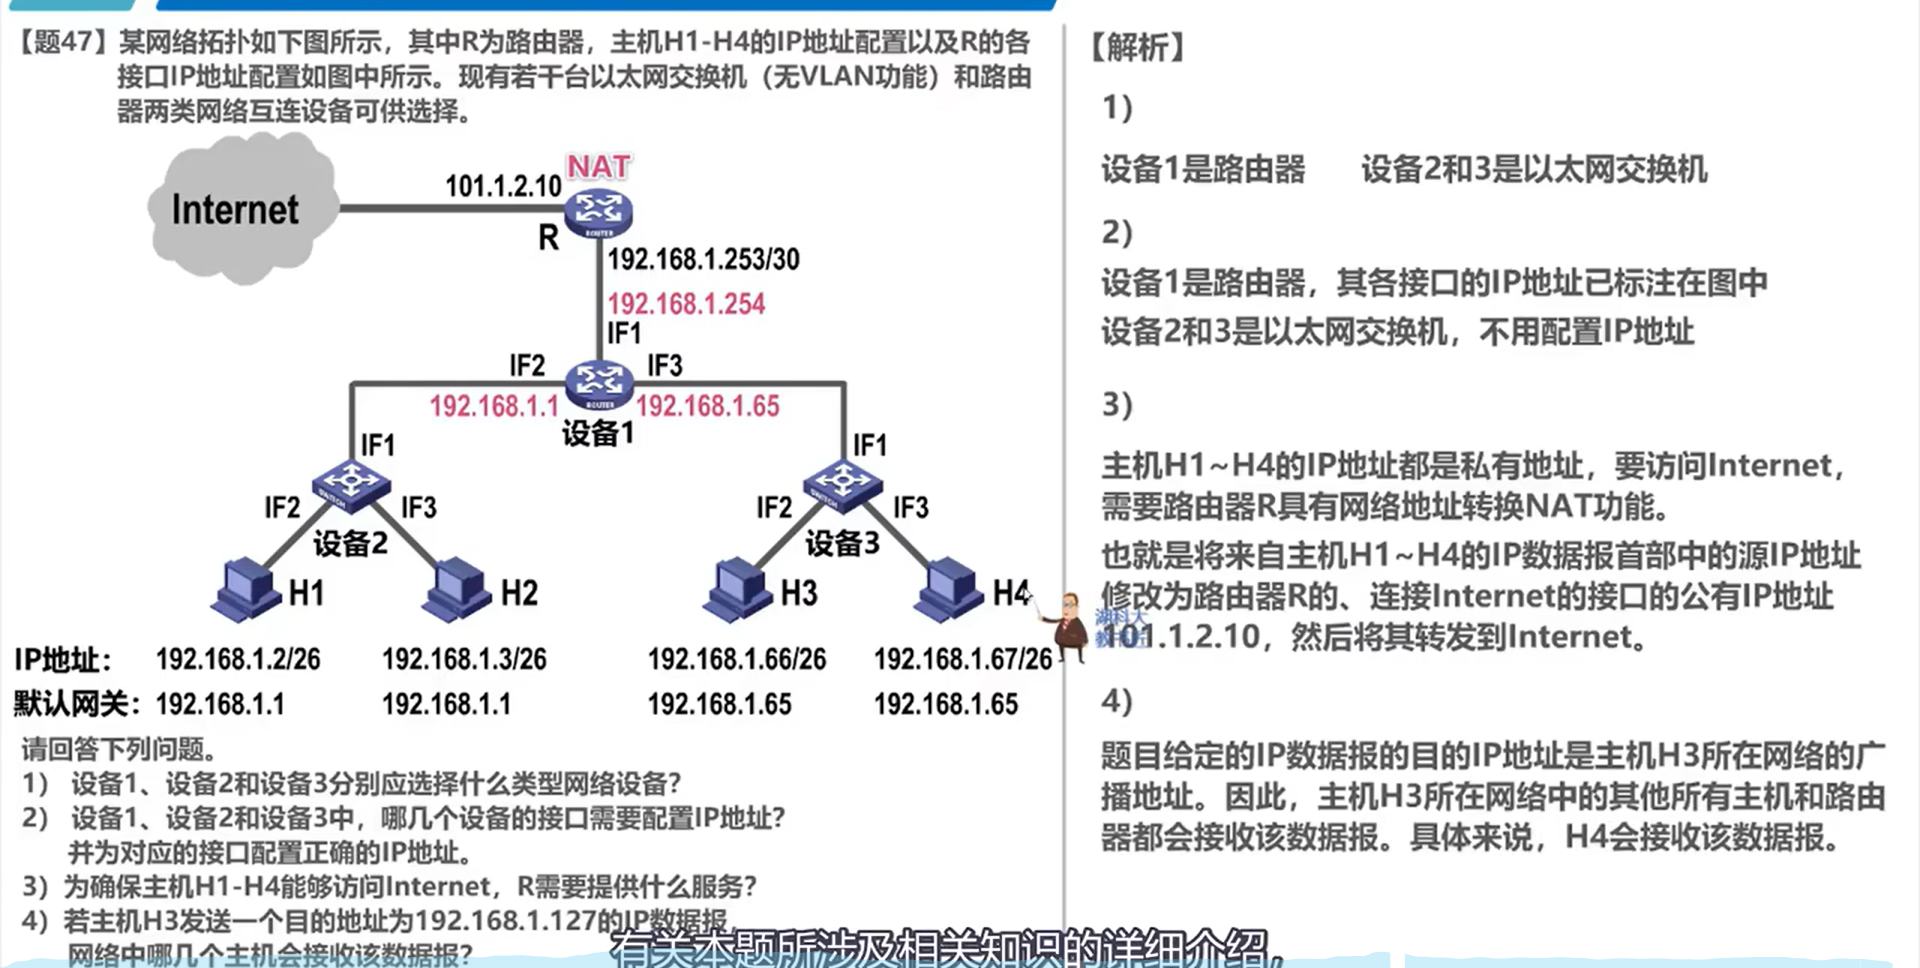 【题47】某网络拓扑如下图所示，其中R为路由器，主机H1-H4的IP地址配置以及R的各
接口IP地址配置如图中所示。现有若干台以太网交换机（无VLAN功能）和路由
器两类网络互连设备可供选择。
NAT
101.1.2.10
Internet
R
ROUTER
192.168.1.253/30
192.168.1.254
IF1
IF2
IF3
192.168.1.1
ROUTER
192.168.1.65
设备1
IF1
IF1
SWITCH
SWITCH
IF2
IF3
IF2
IF3
设备2
设备3
H1
H2
H3
H4
IP地址：
192.168.1.2/26
192.168.1.3/26
192.168.1.66/26
192.168.1.67/26
默认网关：
192.168.1.1
192.168.1.1
192.168.1.65
192.168.1.65
请回答下列问题。
1） 设备1、设备2和设备3分别应选择什么类型网络设备？
2） 设备1、设备2和设备3中，哪几个设备的接口需要配置IP地址？
并为对应的接口配置正确的IP地址。
3）为确保主机H1-H4能够访问Internet，R需要提供什么服务？
4）若主机H3发送一个目的地址为192.168.1.127的IP数据报，
网络中哪几个主机会接收该数据报？
【解析】
1）
设备1是路由器 设备2和3是以太网交换机
2）
设备1是路由器，其各接口的IP地址已标注在图中
设备2和3是以太网交换机，不用配置IP地址
3）
主机H1~H4的IP地址都是私有地址，要访问Internet，
需要路由器R具有网络地址转换NAT功能。
也就是将来自主机H1~H4的IP数据报首部中的源IP地址
修改为路由器R的、连接Internet的接口的公有IP地址
101.1.2.10，然后将其转发到Internet。
湖科大
教书匠
4）
题目给定的IP数据报的目的IP地址是主机H3所在网络的广
播地址。因此，主机H3所在网络中的其他所有主机和路由
器都会接收该数据报。具体来说，H4会接收该数据报。
有关本题所涉及相关知识的详细介绍，